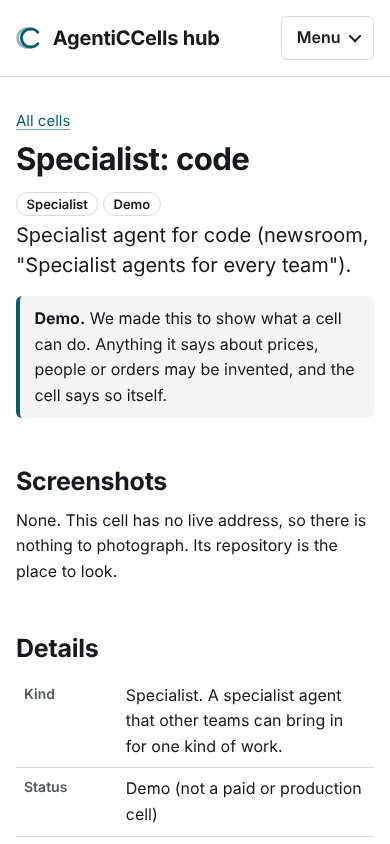 AgentiCCells hub
Menu
All cells
Specialist: code
Specialist
Demo
Specialist agent for code (newsroom,
"Specialist agents for every team").
Demo. We made this to show what a cell
can do. Anything it says about prices,
people or orders may be invented, and the
cell says so itself.
Screenshots
None. This cell has no live address, so there is
nothing to photograph. Its repository is the
place to look.
Details
Kind
Specialist. A specialist agent
that other teams can bring in
for one kind of work.
Status
Demo (not a paid or production
cell)